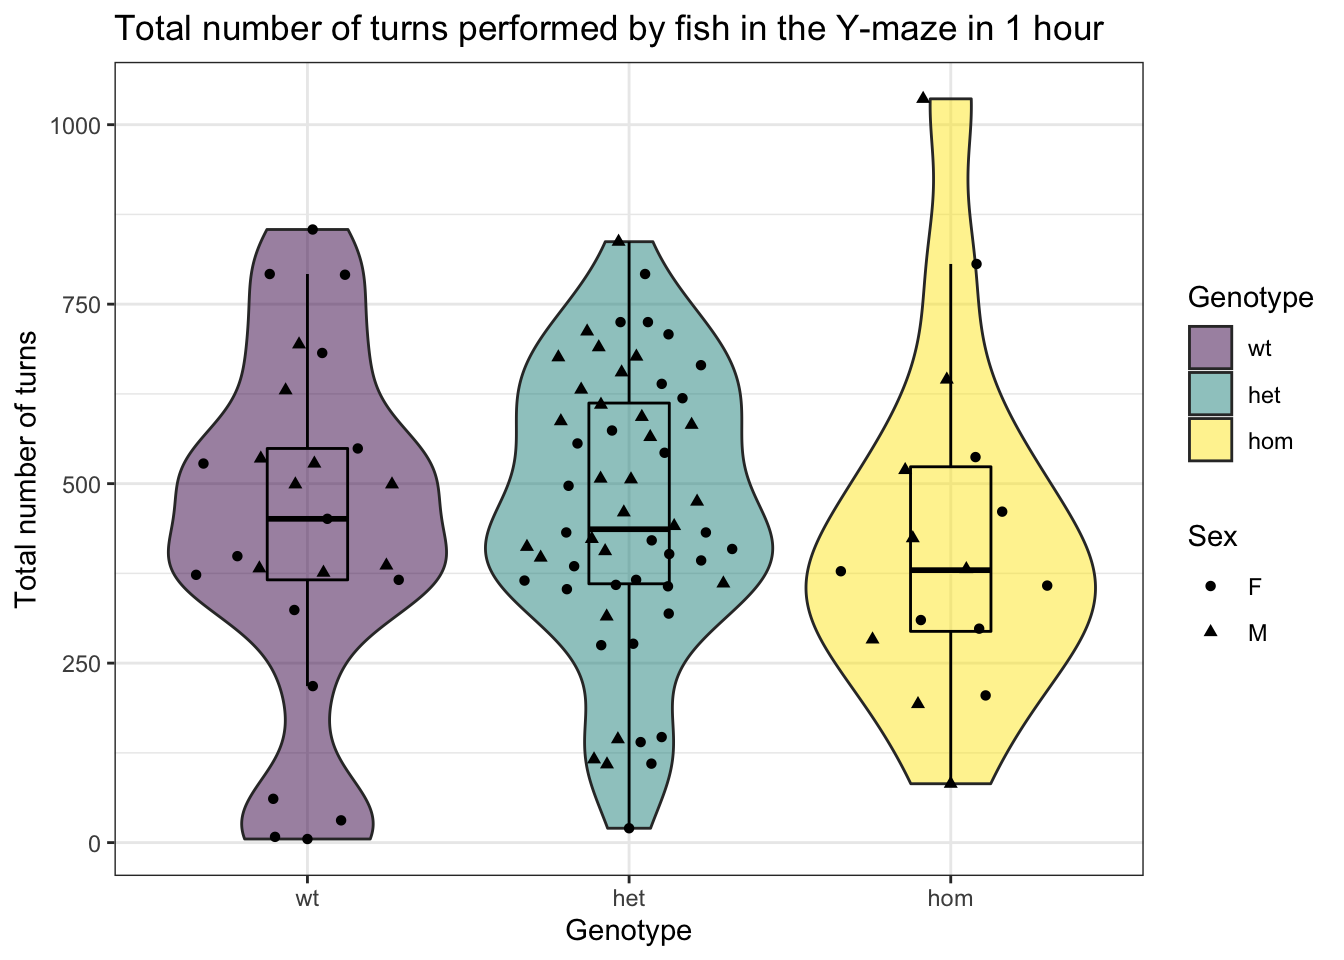 Total number of turns performed by fish in the Y-maze in 1 hour
Total number of turns
1000
750
500
250
0
wt
het
hom
Genotype
Genotype
wt
het
hom
Sex
F
M